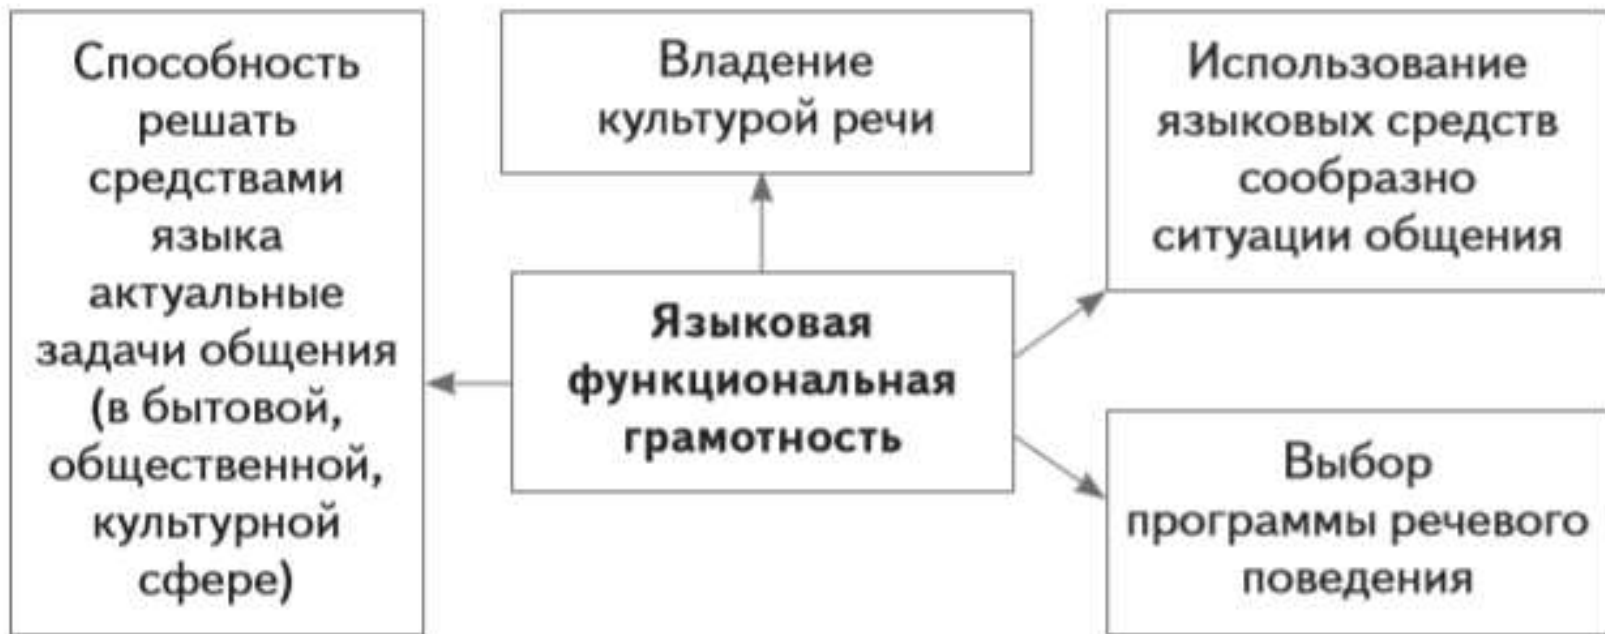 Способность
решать
средствами
языка
актуальные
задачи общения
(в бытовой,
общественной,
культурной
сфере)
Владение
культурой речи
Языковая
функциональная
грамотность
Использование
языковых средств
сообразно
ситуации общения
Выбор
программы речевого
поведения